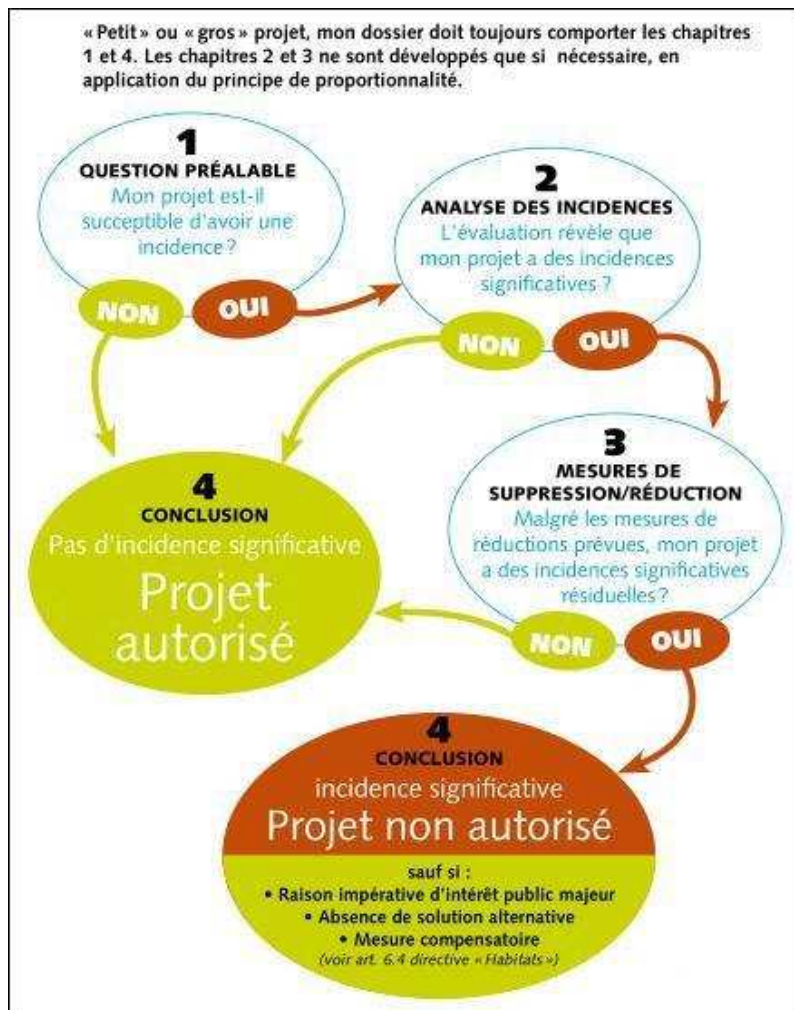 « Petit » ou « gros » projet, mon dossier doit toujours comporter les chapitres
1 et 4. Les chapitres 2 et 3 ne sont développés que si nécessaire, en
application du principe de proportionnalité.
1
QUESTION PRÉALABLE
Mon projet est-il
succeptible d'avoir une
incidence ?
NON
OUI
2
ANALYSE DES INCIDENCES
L'évaluation révèle que
mon projet a des incidences
significatives ?
NON
OUI
3
MESURES DE
SUPPRESSION/RÉDUCTION
Malgré les mesures de
réductions prévues, mon projet
a des incidences significatives
résiduelles ?
NON
OUI
4
CONCLUSION
Pas d'incidence significative
Projet
autorisé
4
CONCLUSION
incidence significative
Projet non autorisé
sauf si :
• Raison impérative d'intérêt public majeur
• Absence de solution alternative
• Mesure compensatoire
(voir art. 6.4 directive « Habitats »)